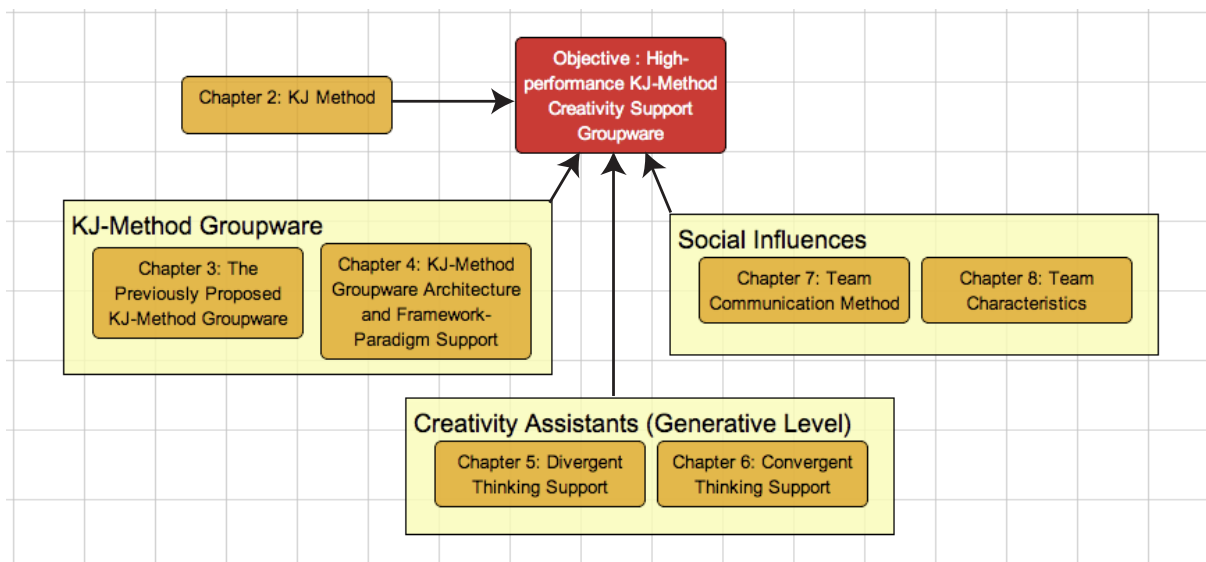 Objective : High-
performance KJ-Method
Creativity Support
Groupware
Chapter 2: KJ Method
KJ-Method Groupware
Chapter 3: The
Previously Proposed
KJ-Method Groupware
Chapter 4: KJ-Method
Groupware Architecture
and Framework-
Paradigm Support
Social Influences
Chapter 7: Team
Communication Method
Chapter 8: Team
Characteristics
Creativity Assistants (Generative Level)
Chapter 5: Divergent
Thinking Support
Chapter 6: Convergent
Thinking Support